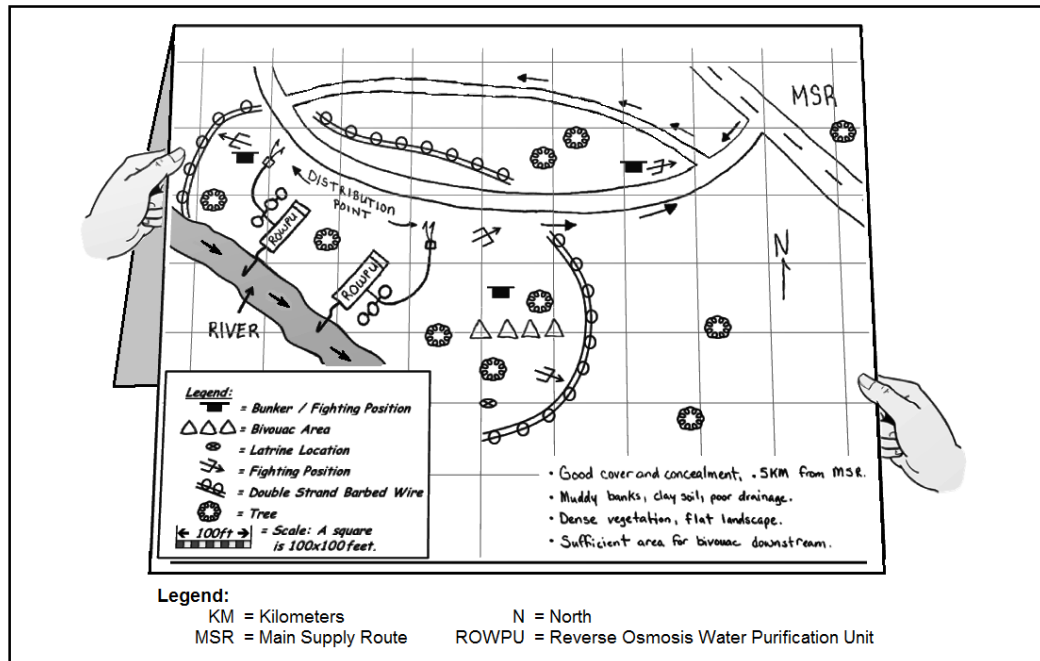 MSR
DISTRIBUTION
POINT
ROWPU
ROWPU
N
RIVER
Legend:
= Bunker / Fighting Position
= Bivouac Area
= Latrine Location
= Fighting Position
= Double Strand Barbed Wire
= Tree
100ft = Scale: A square
is 100x100 feet.
• Good cover and concealment, .5KM from MSR.
• Muddy banks, clay soil, poor drainage.
• Dense vegetation, flat landscape.
• Sufficient area for bivouac downstream.
Legend:
KM = Kilometers N = North
MSR = Main Supply Route ROWPU = Reverse Osmosis Water Purification Unit